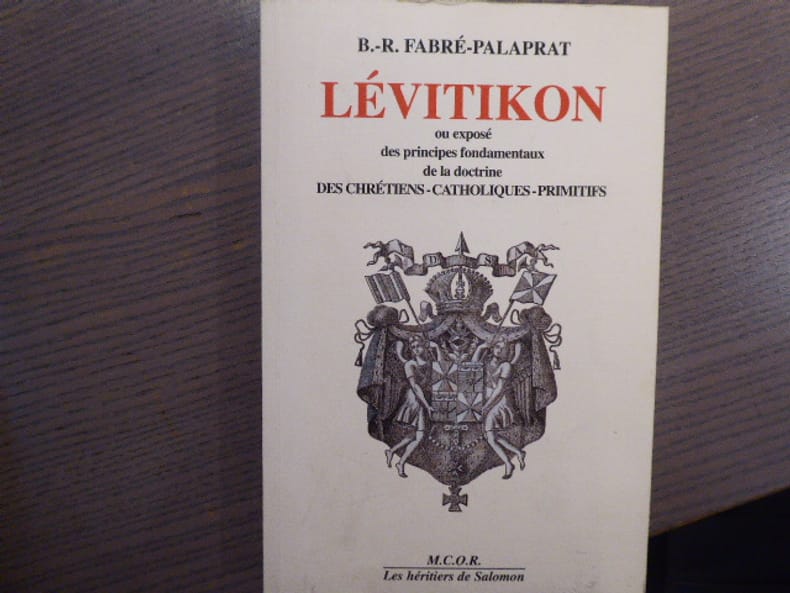 B.-R. FABRÉ-PALAPRAT
LÉVITIKON
ou exposé
des principes fondamentaux
de la doctrine
DES CHRÉTIENS-CATHOLIQUES-PRIMITIFS
V D S A
M.C.O.R.
Les héritiers de Salomon